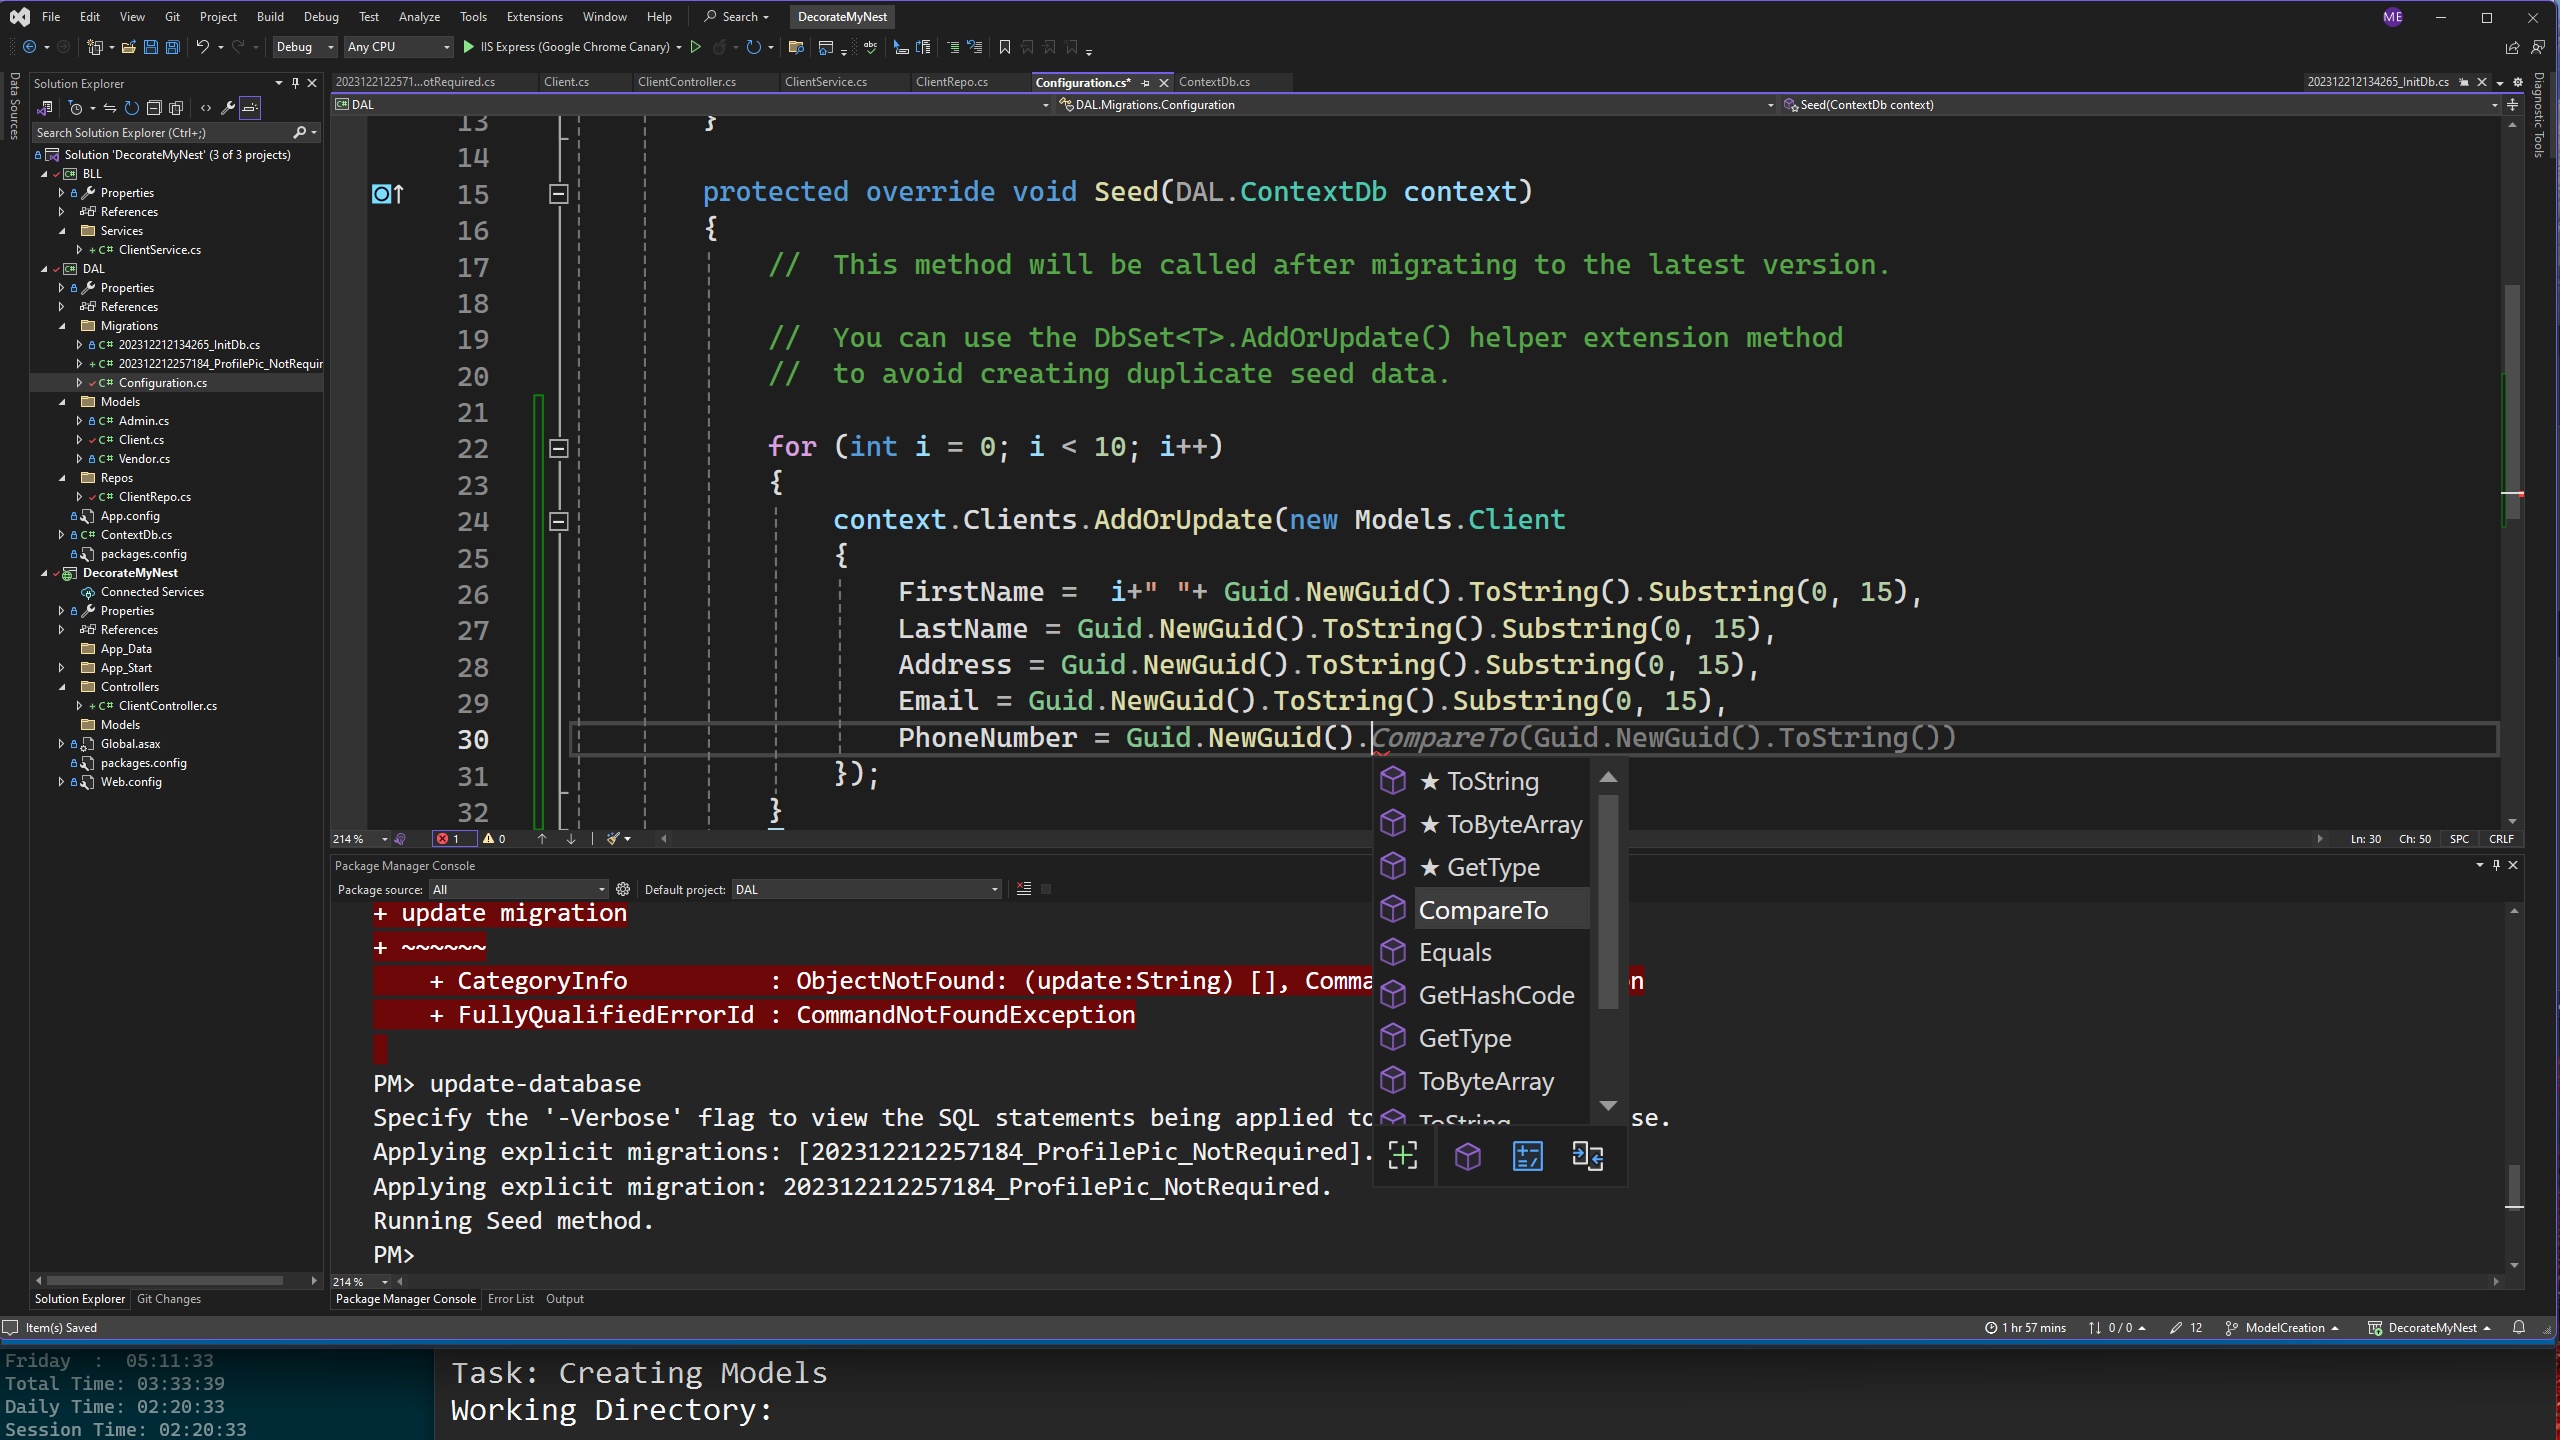 File Edit View Git Project Build Debug Test Analyze Tools Extensions Window Help Search DecorateMyNest ME
Debug Any CPU IIS Express (Google Chrome Canary)
Data Sources
Solution Explorer
Search Solution Explorer (Ctrl+;)
Solution 'DecorateMyNest' (3 of 3 projects)
BLL
Properties
References
Services
ClientService.cs
DAL
Properties
References
Migrations
202312212134265_InitDb.cs
202312212257184_ProfilePic_NotRequir
Configuration.cs
Models
Admin.cs
Client.cs
Vendor.cs
Repos
ClientRepo.cs
App.config
ContextDb.cs
packages.config
DecorateMyNest
Connected Services
Properties
References
App_Data
App_Start
Controllers
ClientController.cs
Models
Global.asax
packages.config
Web.config
Solution Explorer Git Changes
2023122122571...otRequired.cs Client.cs ClientController.cs ClientService.cs ClientRepo.cs Configuration.cs* ContextDb.cs 202312212134265_InitDb.cs
DAL DAL.Migrations.Configuration Seed(ContextDb context)
Diagnostic Tools
13 }
14
15 protected override void Seed(DAL.ContextDb context)
16 {
17 //  This method will be called after migrating to the latest version.
18
19 //  You can use the DbSet<T>.AddOrUpdate() helper extension method
20 //  to avoid creating duplicate seed data.
21
22 for (int i = 0; i < 10; i++)
23 {
24 context.Clients.AddOrUpdate(new Models.Client
25 {
26 FirstName =  i+" "+ Guid.NewGuid().ToString().Substring(0, 15),
27 LastName = Guid.NewGuid().ToString().Substring(0, 15),
28 Address = Guid.NewGuid().ToString().Substring(0, 15),
29 Email = Guid.NewGuid().ToString().Substring(0, 15),
30 PhoneNumber = Guid.NewGuid().CompareTo(Guid.NewGuid().ToString())
31 });
32 }
★ ToString
★ ToByteArray
★ GetType
CompareTo
Equals
GetHashCode
GetType
ToByteArray
ToString
214 % 1 0 Ln: 30 Ch: 50 SPC CRLF
Package Manager Console
Package source: All Default project: DAL
+ update migration
+ ~~~~~~
+ CategoryInfo : ObjectNotFound: (update:String) [], Comma n
+ FullyQualifiedErrorId : CommandNotFoundException
PM> update-database
Specify the '-Verbose' flag to view the SQL statements being applied to se.
Applying explicit migrations: [202312212257184_ProfilePic_NotRequired].
Applying explicit migration: 202312212257184_ProfilePic_NotRequired.
Running Seed method.
PM>
214 %
Package Manager Console Error List Output
Item(s) Saved 1 hr 57 mins 0 / 0 12 ModelCreation DecorateMyNest
Friday : 05:11:33
Total Time: 03:33:39
Daily Time: 02:20:33
Session Time: 02:20:33
Task: Creating Models
Working Directory: